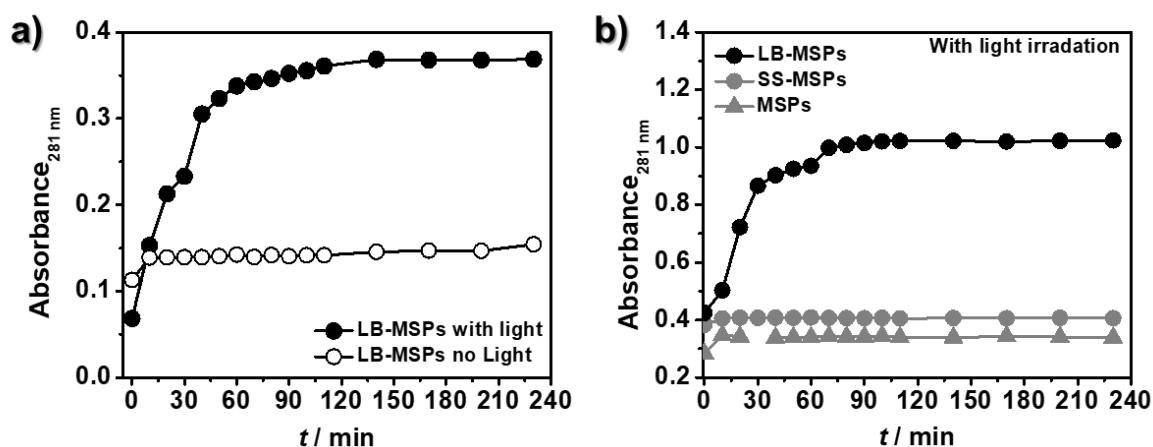 a)
Absorbance281 nm
0.4
0.3
0.2
0.1
0.0
LB-MSPs with light
LB-MSPs no Light
0 30 60 90 120 150 180 210 240
t / min
b)
Absorbance281 nm
1.4
1.2
1.0
0.8
0.6
0.4
0.2
With light irradation
LB-MSPs
SS-MSPs
MSPs
0 30 60 90 120 150 180 210 240
t / min